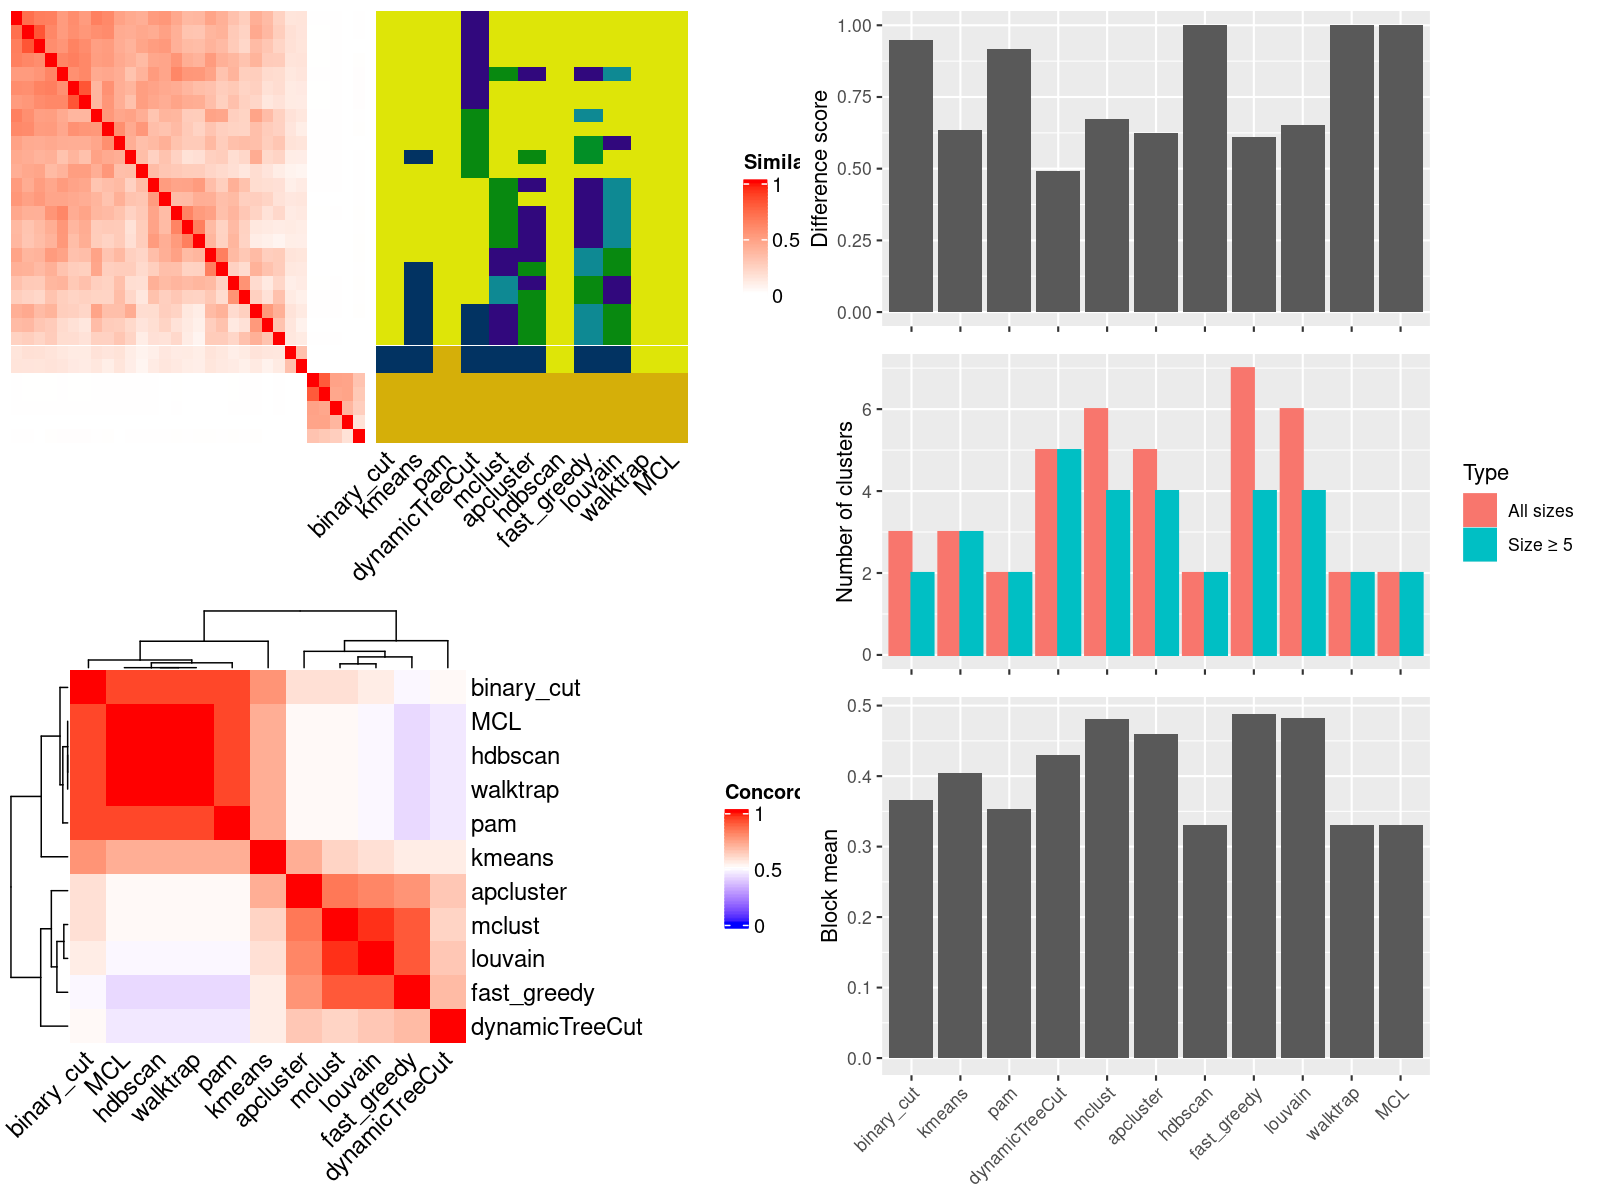 Simila
1
0.5
0
binary_cut
kmeans
pam
dynamicTreeCut
mclust
apcluster
hdbscan
fast_greedy
louvain
walktrap
MCL
binary_cut
MCL
hdbscan
walktrap
pam
kmeans
apcluster
mclust
louvain
fast_greedy
dynamicTreeCut
Concord
1
0.5
0
binary_cut
MCL
hdbscan
walktrap
pam
kmeans
apcluster
mclust
louvain
fast_greedy
dynamicTreeCut
Difference score
1.00
0.75
0.50
0.25
0.00
Number of clusters
6
4
2
0
Type
All sizes
Size ≥ 5
Block mean
0.5
0.4
0.3
0.2
0.1
0.0
binary_cut
kmeans
pam
dynamicTreeCut
mclust
apcluster
hdbscan
fast_greedy
louvain
walktrap
MCL